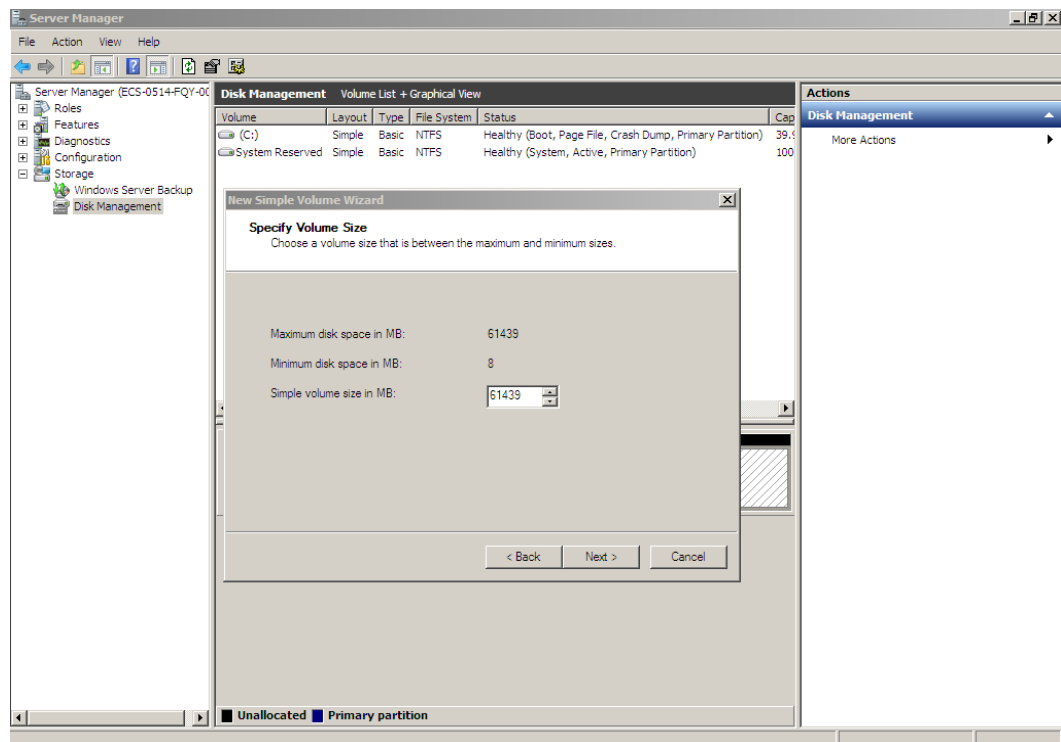 Server Manager
File Action View Help
Server Manager (ECS-0514-FQY-00
Roles
Features
Diagnostics
Configuration
Storage
Windows Server Backup
Disk Management
Disk Management Volume List + Graphical View
Volume Layout Type File System Status Cap
(C:) Simple Basic NTFS Healthy (Boot, Page File, Crash Dump, Primary Partition) 39.9
System Reserved Simple Basic NTFS Healthy (System, Active, Primary Partition) 100
New Simple Volume Wizard
Specify Volume Size
Choose a volume size that is between the maximum and minimum sizes.
Maximum disk space in MB: 61439
Minimum disk space in MB: 8
Simple volume size in MB: 61439
< Back Next > Cancel
Unallocated Primary partition
Actions
Disk Management
More Actions